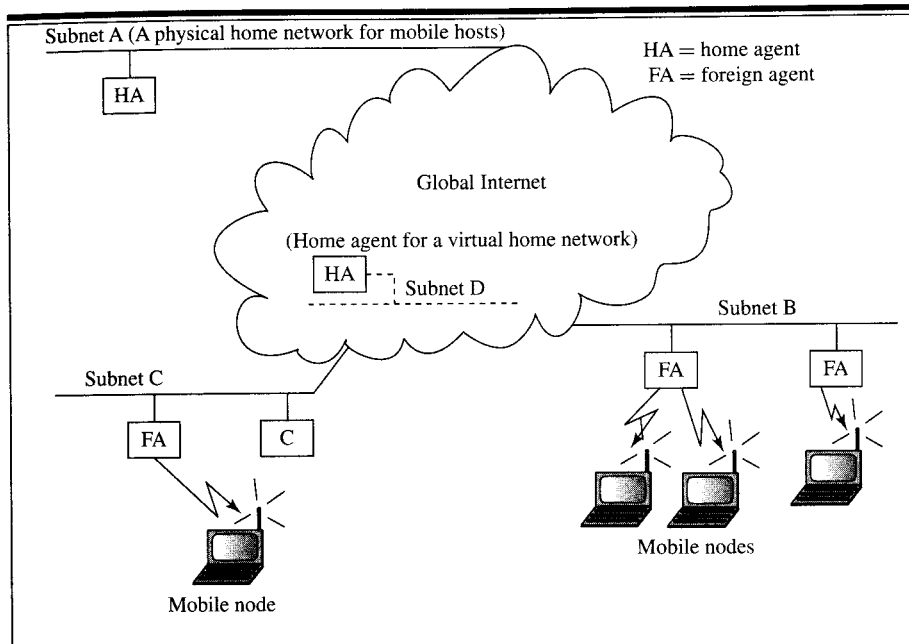 Subnet A (A physical home network for mobile hosts)
HA = home agent
FA = foreign agent
HA
Global Internet
(Home agent for a virtual home network)
HA
Subnet D
Subnet B
FA
FA
Subnet C
FA
C
Mobile nodes
Mobile node